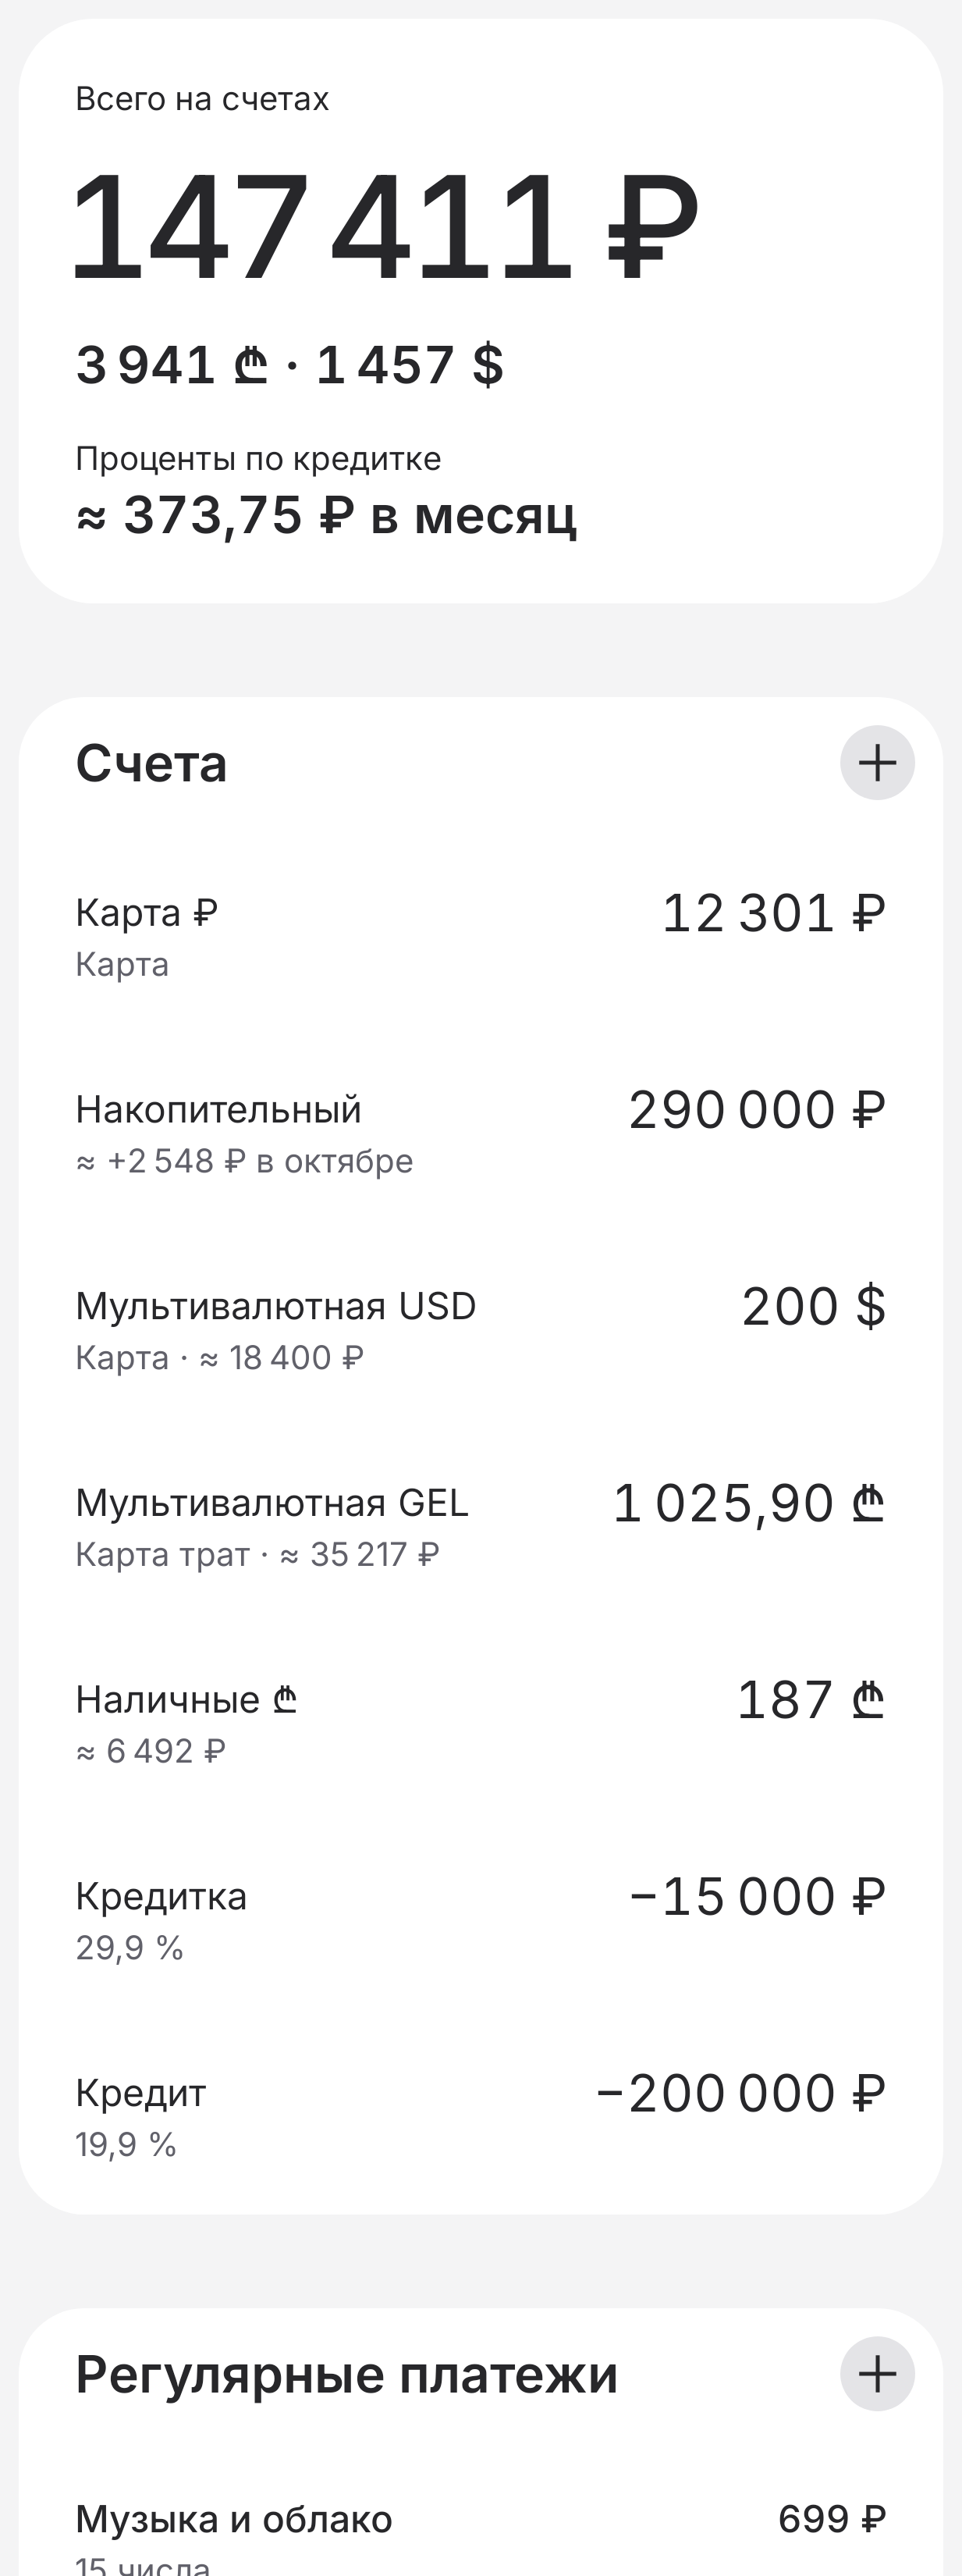 Всего на счетах
147 411 ₽
3 941 ₾ · 1 457 $
Проценты по кредитке
≈ 373,75 ₽ в месяц
Счета
Карта ₽
12 301 ₽
Карта
Накопительный
290 000 ₽
≈ +2 548 ₽ в октябре
Мультивалютная USD
200 $
Карта · ≈ 18 400 ₽
Мультивалютная GEL
1 025,90 ₾
Карта трат · ≈ 35 217 ₽
Наличные ₾
187 ₾
≈ 6 492 ₽
Кредитка
−15 000 ₽
29,9 %
Кредит
−200 000 ₽
19,9 %
Регулярные платежи
Музыка и облако
699 ₽
15 числа